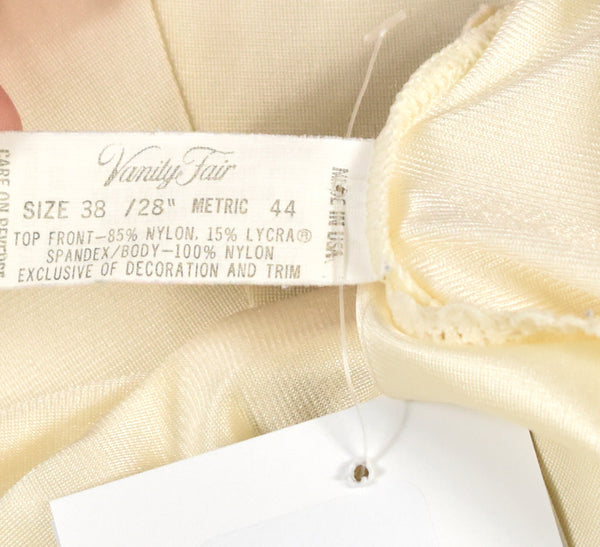 Vanity Fair
SIZE 38 /28" METRIC 44
TOP FRONT—85% NYLON. 15% LYCRA®
SPANDEX/BODY—100% NYLON
EXCLUSIVE OF DECORATION AND TRIM
MADE IN USA
CARE ON REVERSE